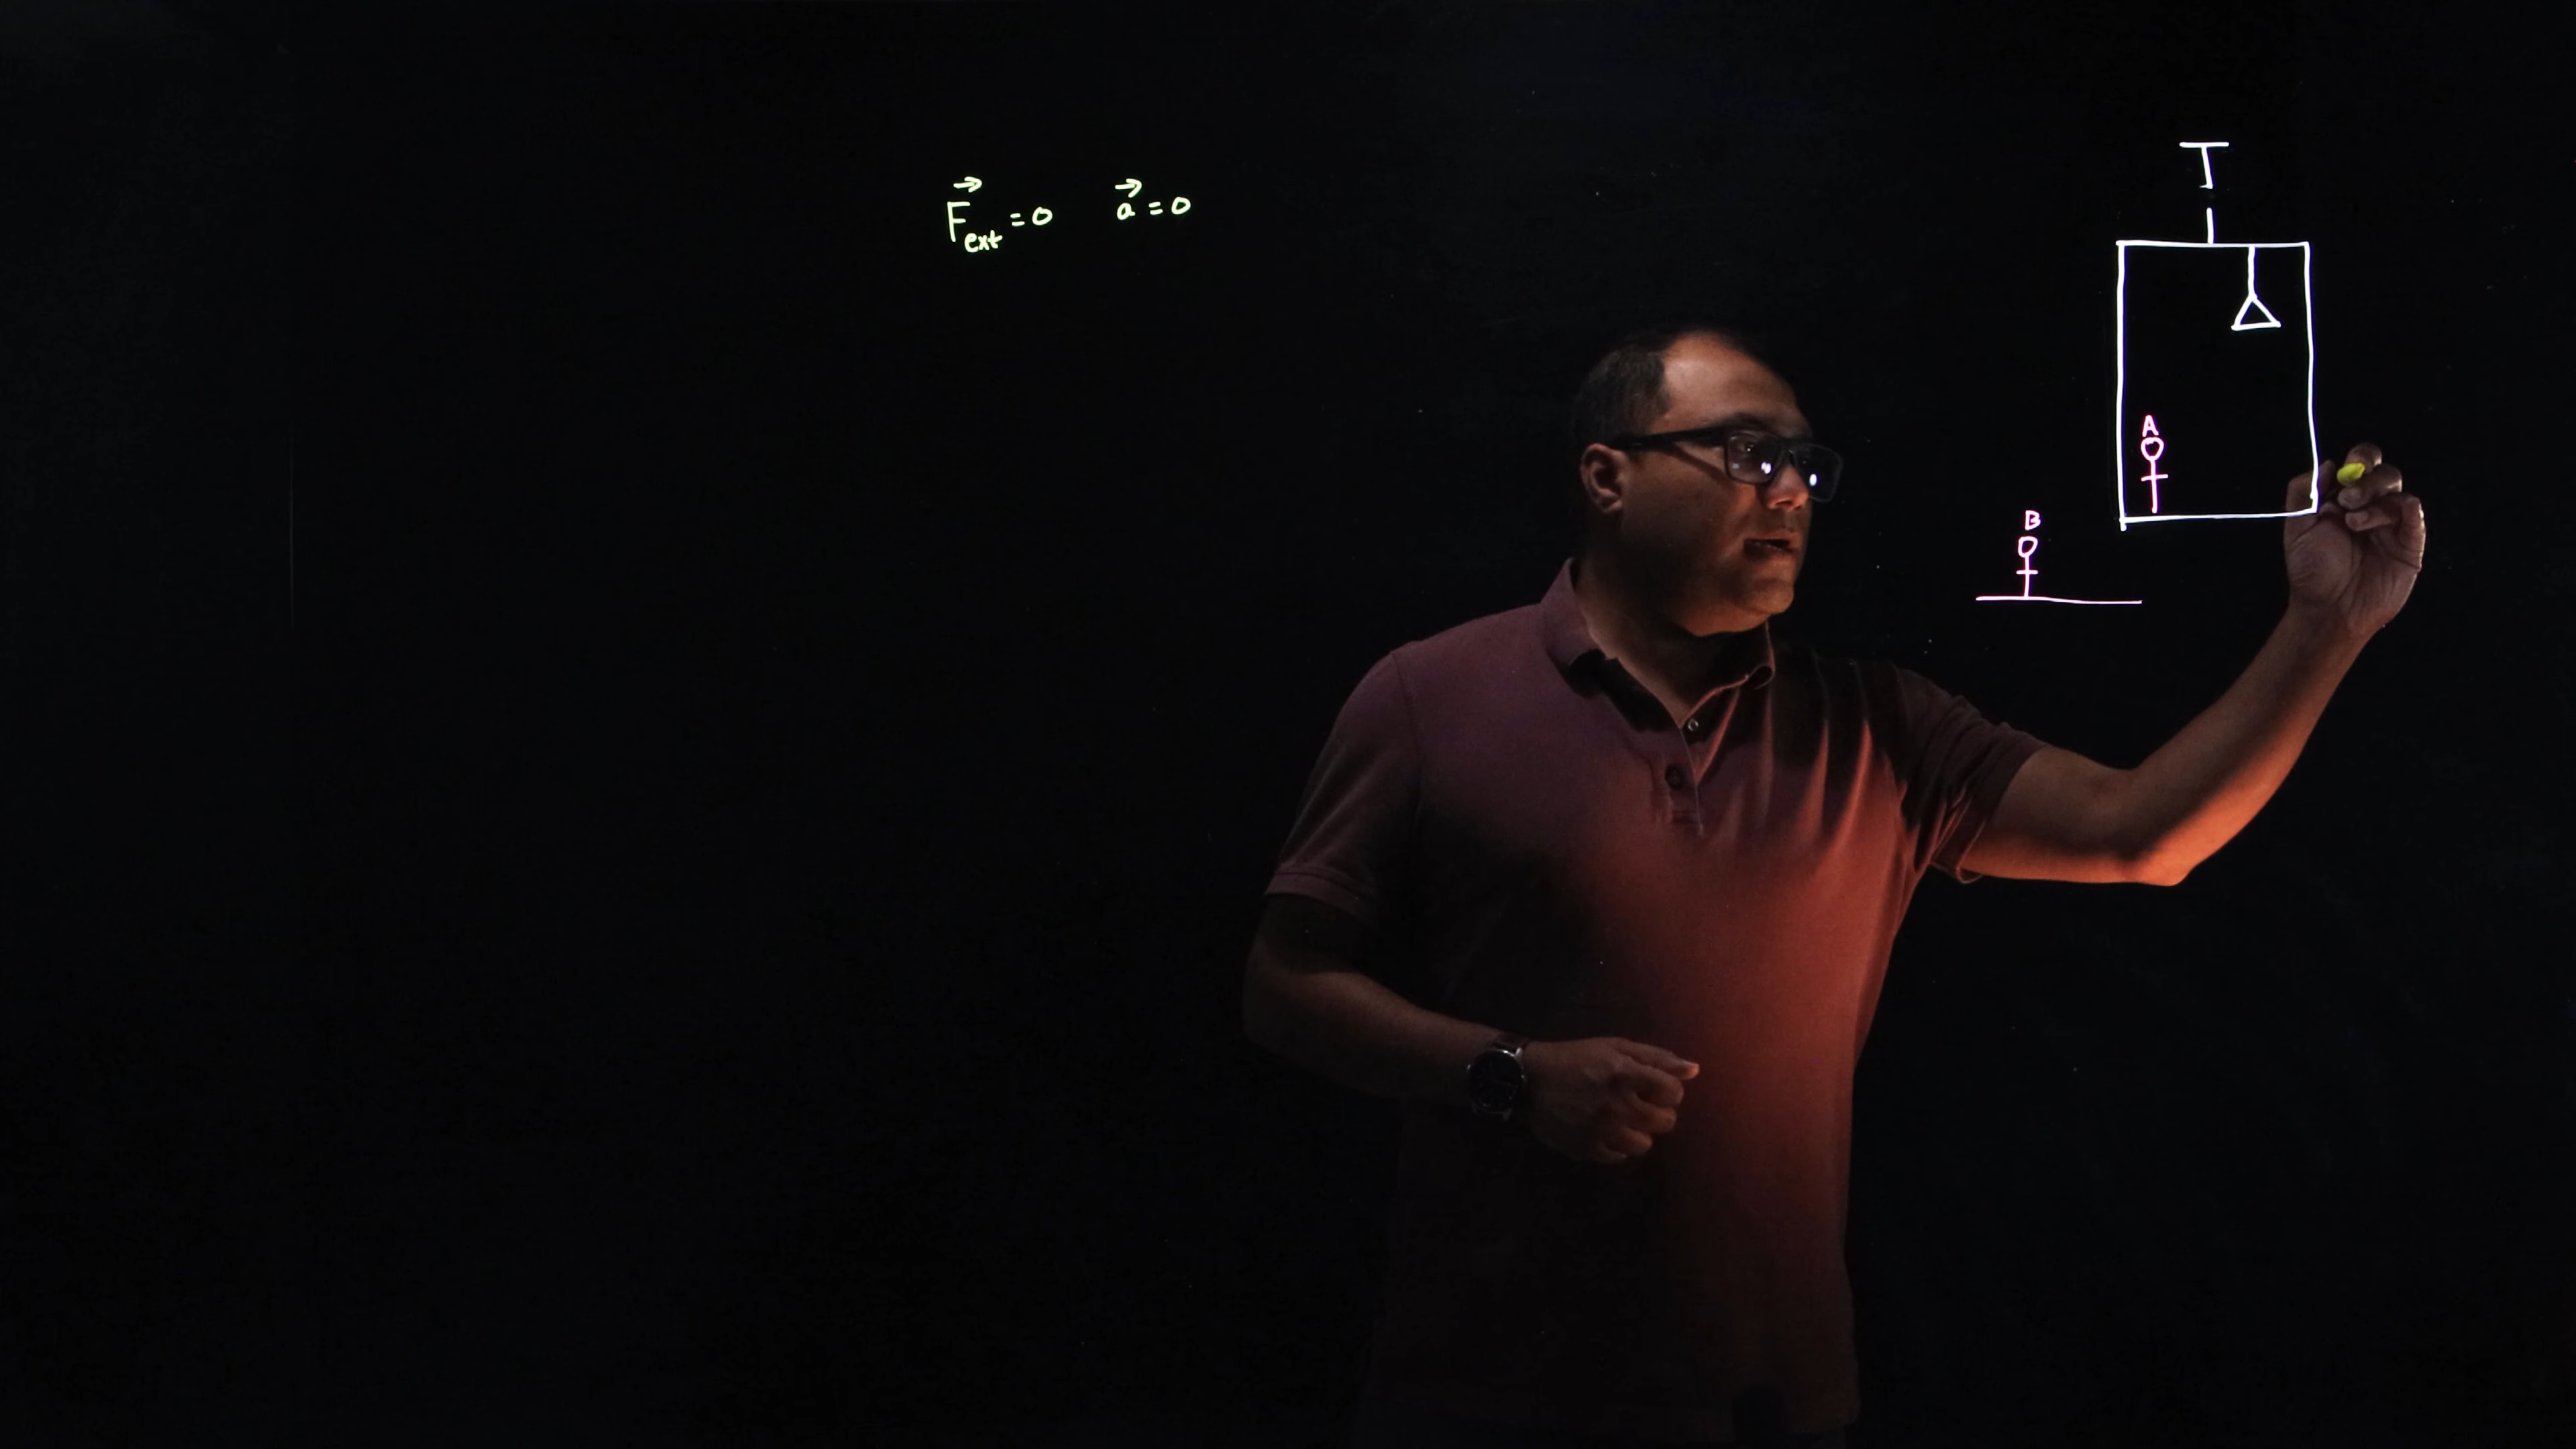 T
F⃗ext = 0 a⃗ = 0
A
B